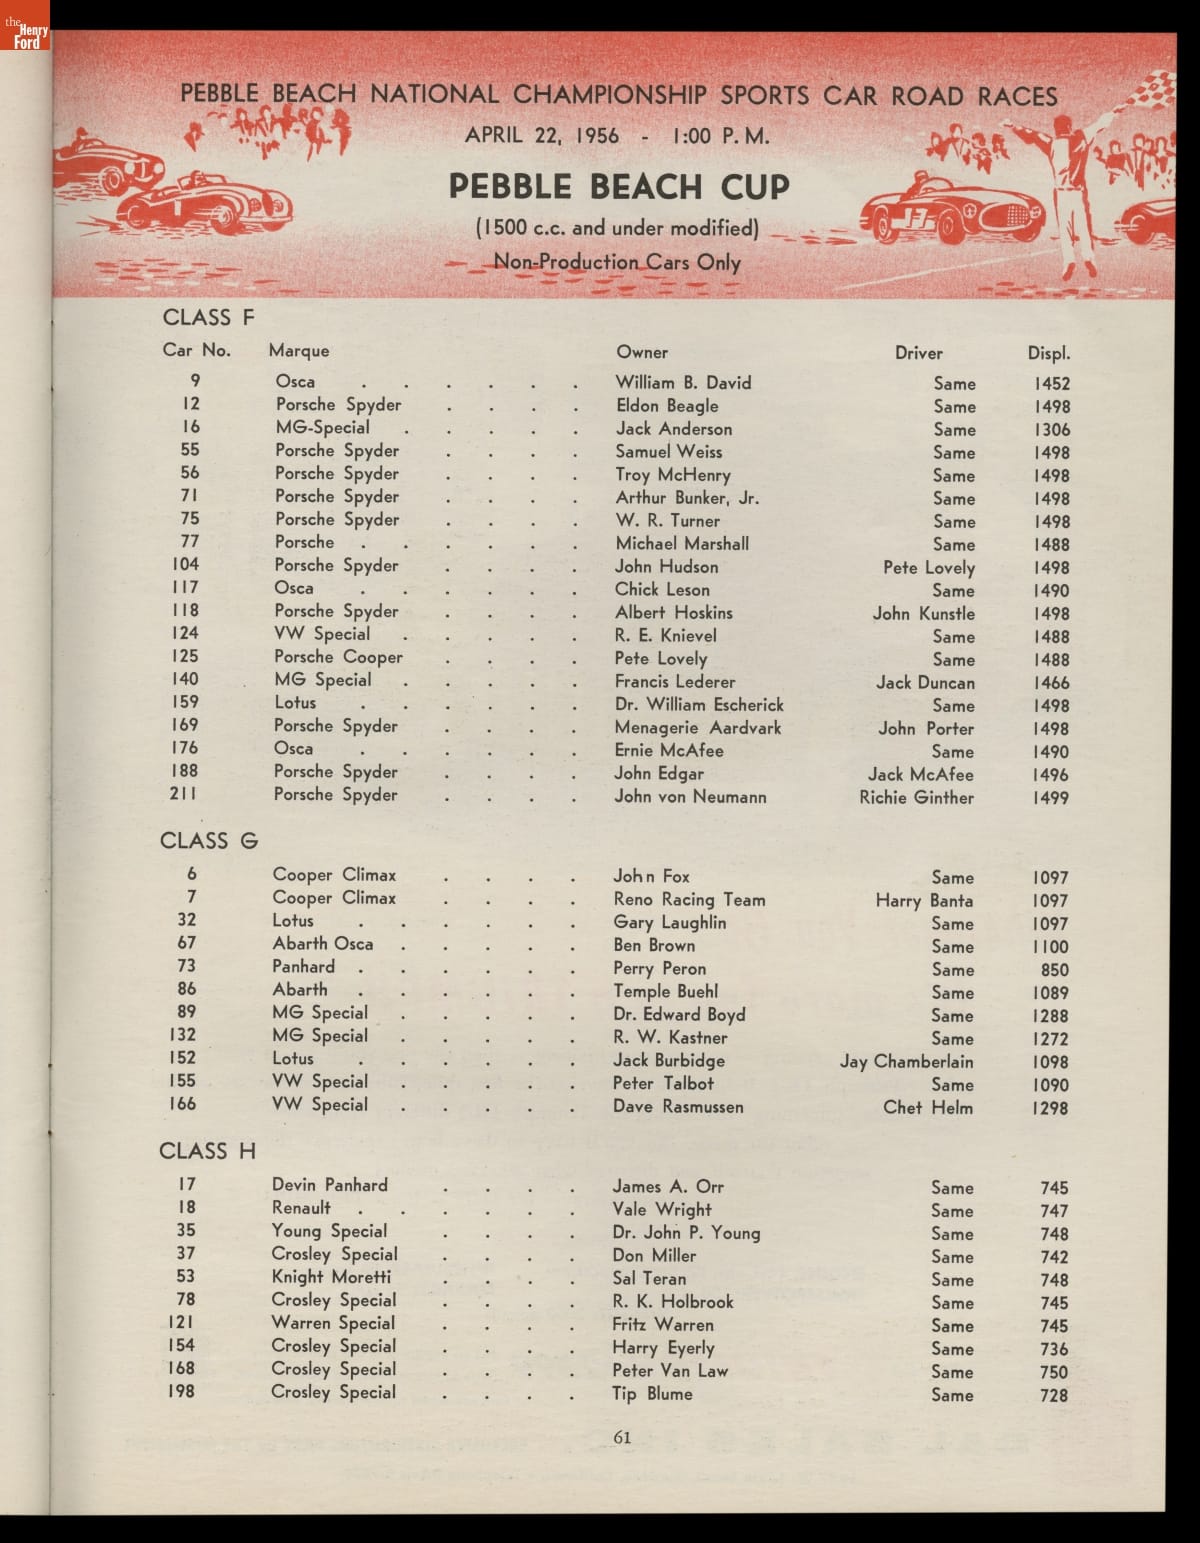 the
Henry
Ford
PEBBLE BEACH NATIONAL CHAMPIONSHIP SPORTS CAR ROAD RACES
APRIL 22, 1956 - 1:00 P. M.
PEBBLE BEACH CUP
(1500 c.c. and under modified)
Non-Production Cars Only
1
1
13
CLASS F
Car No. Marque Owner Driver Displ.
9 Osca . . . . . . William B. David Same 1452
12 Porsche Spyder . . . . Eldon Beagle Same 1498
16 MG-Special . . . . . Jack Anderson Same 1306
55 Porsche Spyder . . . . Samuel Weiss Same 1498
56 Porsche Spyder . . . . Troy McHenry Same 1498
71 Porsche Spyder . . . . Arthur Bunker, Jr. Same 1498
75 Porsche Spyder . . . . W. R. Turner Same 1498
77 Porsche . . . . . . Michael Marshall Same 1488
104 Porsche Spyder . . . . John Hudson Pete Lovely 1498
117 Osca . . . . . . Chick Leson Same 1490
118 Porsche Spyder . . . . Albert Hoskins John Kunstle 1498
124 VW Special . . . . . R. E. Knievel Same 1488
125 Porsche Cooper . . . . Pete Lovely Same 1488
140 MG Special . . . . . Francis Lederer Jack Duncan 1466
159 Lotus . . . . . . Dr. William Escherick Same 1498
169 Porsche Spyder . . . . Menagerie Aardvark John Porter 1498
176 Osca . . . . . . Ernie McAfee Same 1490
188 Porsche Spyder . . . . John Edgar Jack McAfee 1496
211 Porsche Spyder . . . . John von Neumann Richie Ginther 1499
CLASS G
6 Cooper Climax . . . . John Fox Same 1097
7 Cooper Climax . . . . Reno Racing Team Harry Banta 1097
32 Lotus . . . . . . Gary Laughlin Same 1097
67 Abarth Osca . . . . . Ben Brown Same 1100
73 Panhard . . . . . . Perry Peron Same 850
86 Abarth . . . . . . Temple Buehl Same 1089
89 MG Special . . . . . Dr. Edward Boyd Same 1288
132 MG Special . . . . . R. W. Kastner Same 1272
152 Lotus . . . . . . Jack Burbidge Jay Chamberlain 1098
155 VW Special . . . . . Peter Talbot Same 1090
166 VW Special . . . . . Dave Rasmussen Chet Helm 1298
CLASS H
17 Devin Panhard . . . . James A. Orr Same 745
18 Renault . . . . . . Vale Wright Same 747
35 Young Special . . . . Dr. John P. Young Same 748
37 Crosley Special . . . . Don Miller Same 742
53 Knight Moretti . . . . Sal Teran Same 748
78 Crosley Special . . . . R. K. Holbrook Same 745
121 Warren Special . . . . Fritz Warren Same 745
154 Crosley Special . . . . Harry Eyerly Same 736
168 Crosley Special . . . . Peter Van Law Same 750
198 Crosley Special . . . . Tip Blume Same 728
61